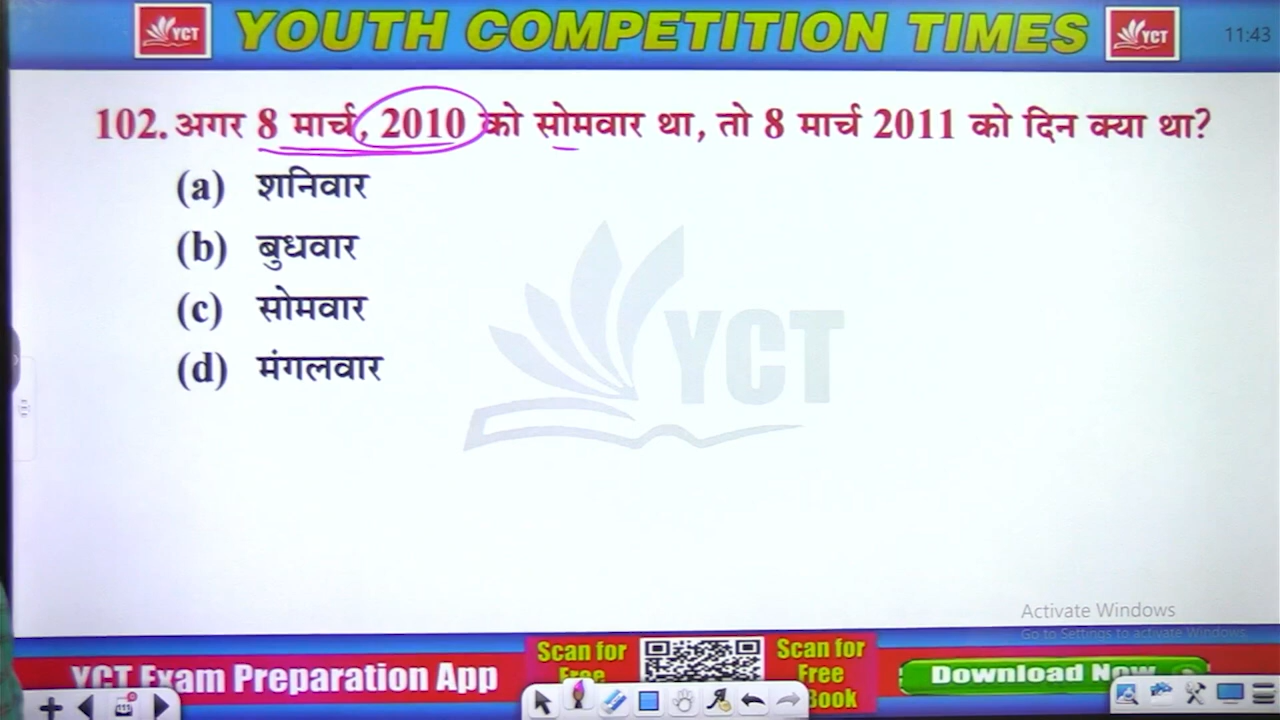 YCT
YOUTH COMPETITION TIMES
YCT
11:43
102. अगर 8 मार्च, 2010 को सोमवार था, तो 8 मार्च 2011 को दिन क्या था?
(a) शनिवार
(b) बुधवार
(c) सोमवार
(d) मंगलवार
YCT
Activate Windows
Go to Settings to activate Windows.
YCT Exam Preparation App
Scan for
Free
Scan for
Free
Book
Download Now